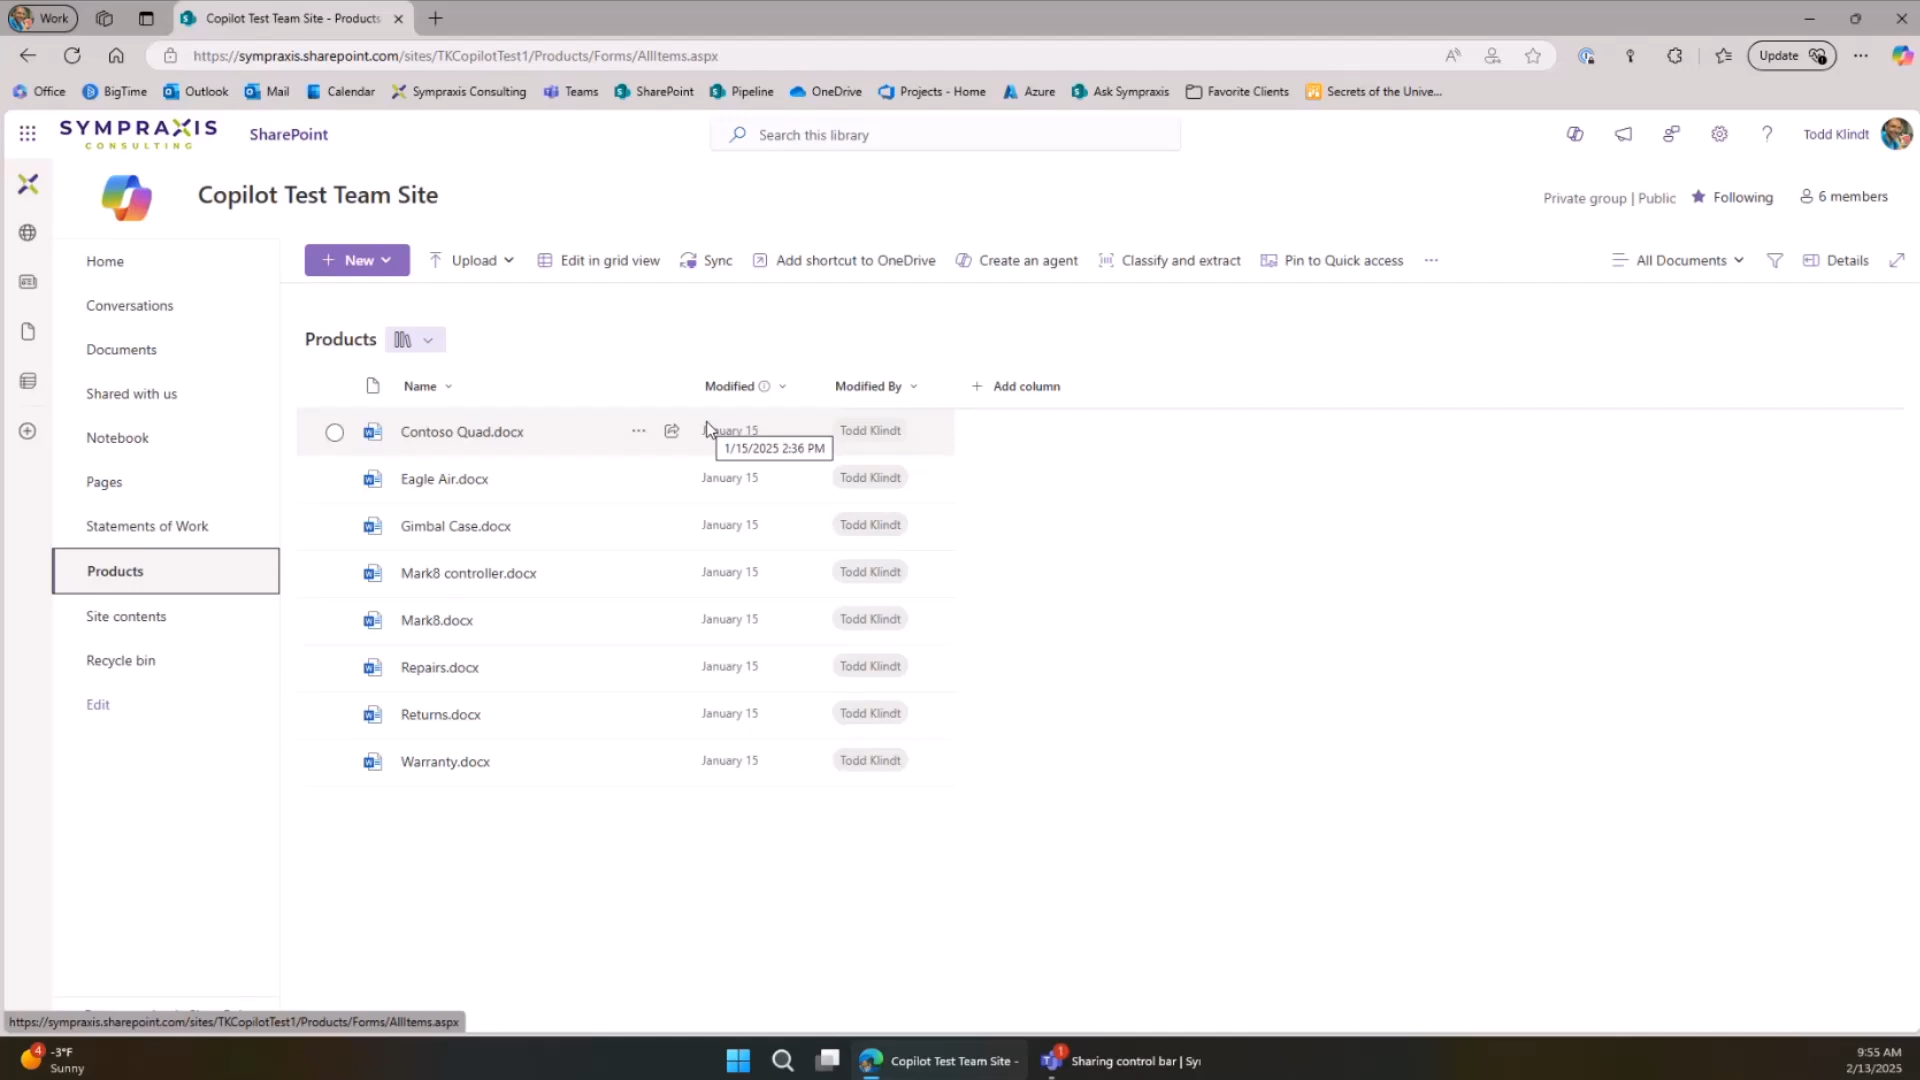 Work
Copilot Test Team Site - Products
https://sympraxis.sharepoint.com/sites/TKCopilotTest1/Products/Forms/AllItems.aspx
Update
Office
BigTime
Outlook
Mail
Calendar
Sympraxis Consulting
Teams
SharePoint
Pipeline
OneDrive
Projects - Home
Azure
Ask Sympraxis
Favorite Clients
Secrets of the Unive...
SYMPRAXIS
CONSULTING
SharePoint
Search this library
Todd Klindt
Copilot Test Team Site
Private group | Public
Following
6 members
Home
Conversations
Documents
Shared with us
Notebook
Pages
Statements of Work
Products
Site contents
Recycle bin
Edit
New
Upload
Edit in grid view
Sync
Add shortcut to OneDrive
Create an agent
Classify and extract
Pin to Quick access
All Documents
Details
Products
Name
Modified
Modified By
Add column
Contoso Quad.docx
January 15
Todd Klindt
1/15/2025 2:36 PM
Eagle Air.docx
January 15
Todd Klindt
Gimbal Case.docx
January 15
Todd Klindt
Mark8 controller.docx
January 15
Todd Klindt
Mark8.docx
January 15
Todd Klindt
Repairs.docx
January 15
Todd Klindt
Returns.docx
January 15
Todd Klindt
Warranty.docx
January 15
Todd Klindt
https://sympraxis.sharepoint.com/sites/TKCopilotTest1/Products/Forms/AllItems.aspx
4
-3°F
Sunny
Copilot Test Team Site -
1
Sharing control bar | Syr
9:55 AM
2/13/2025